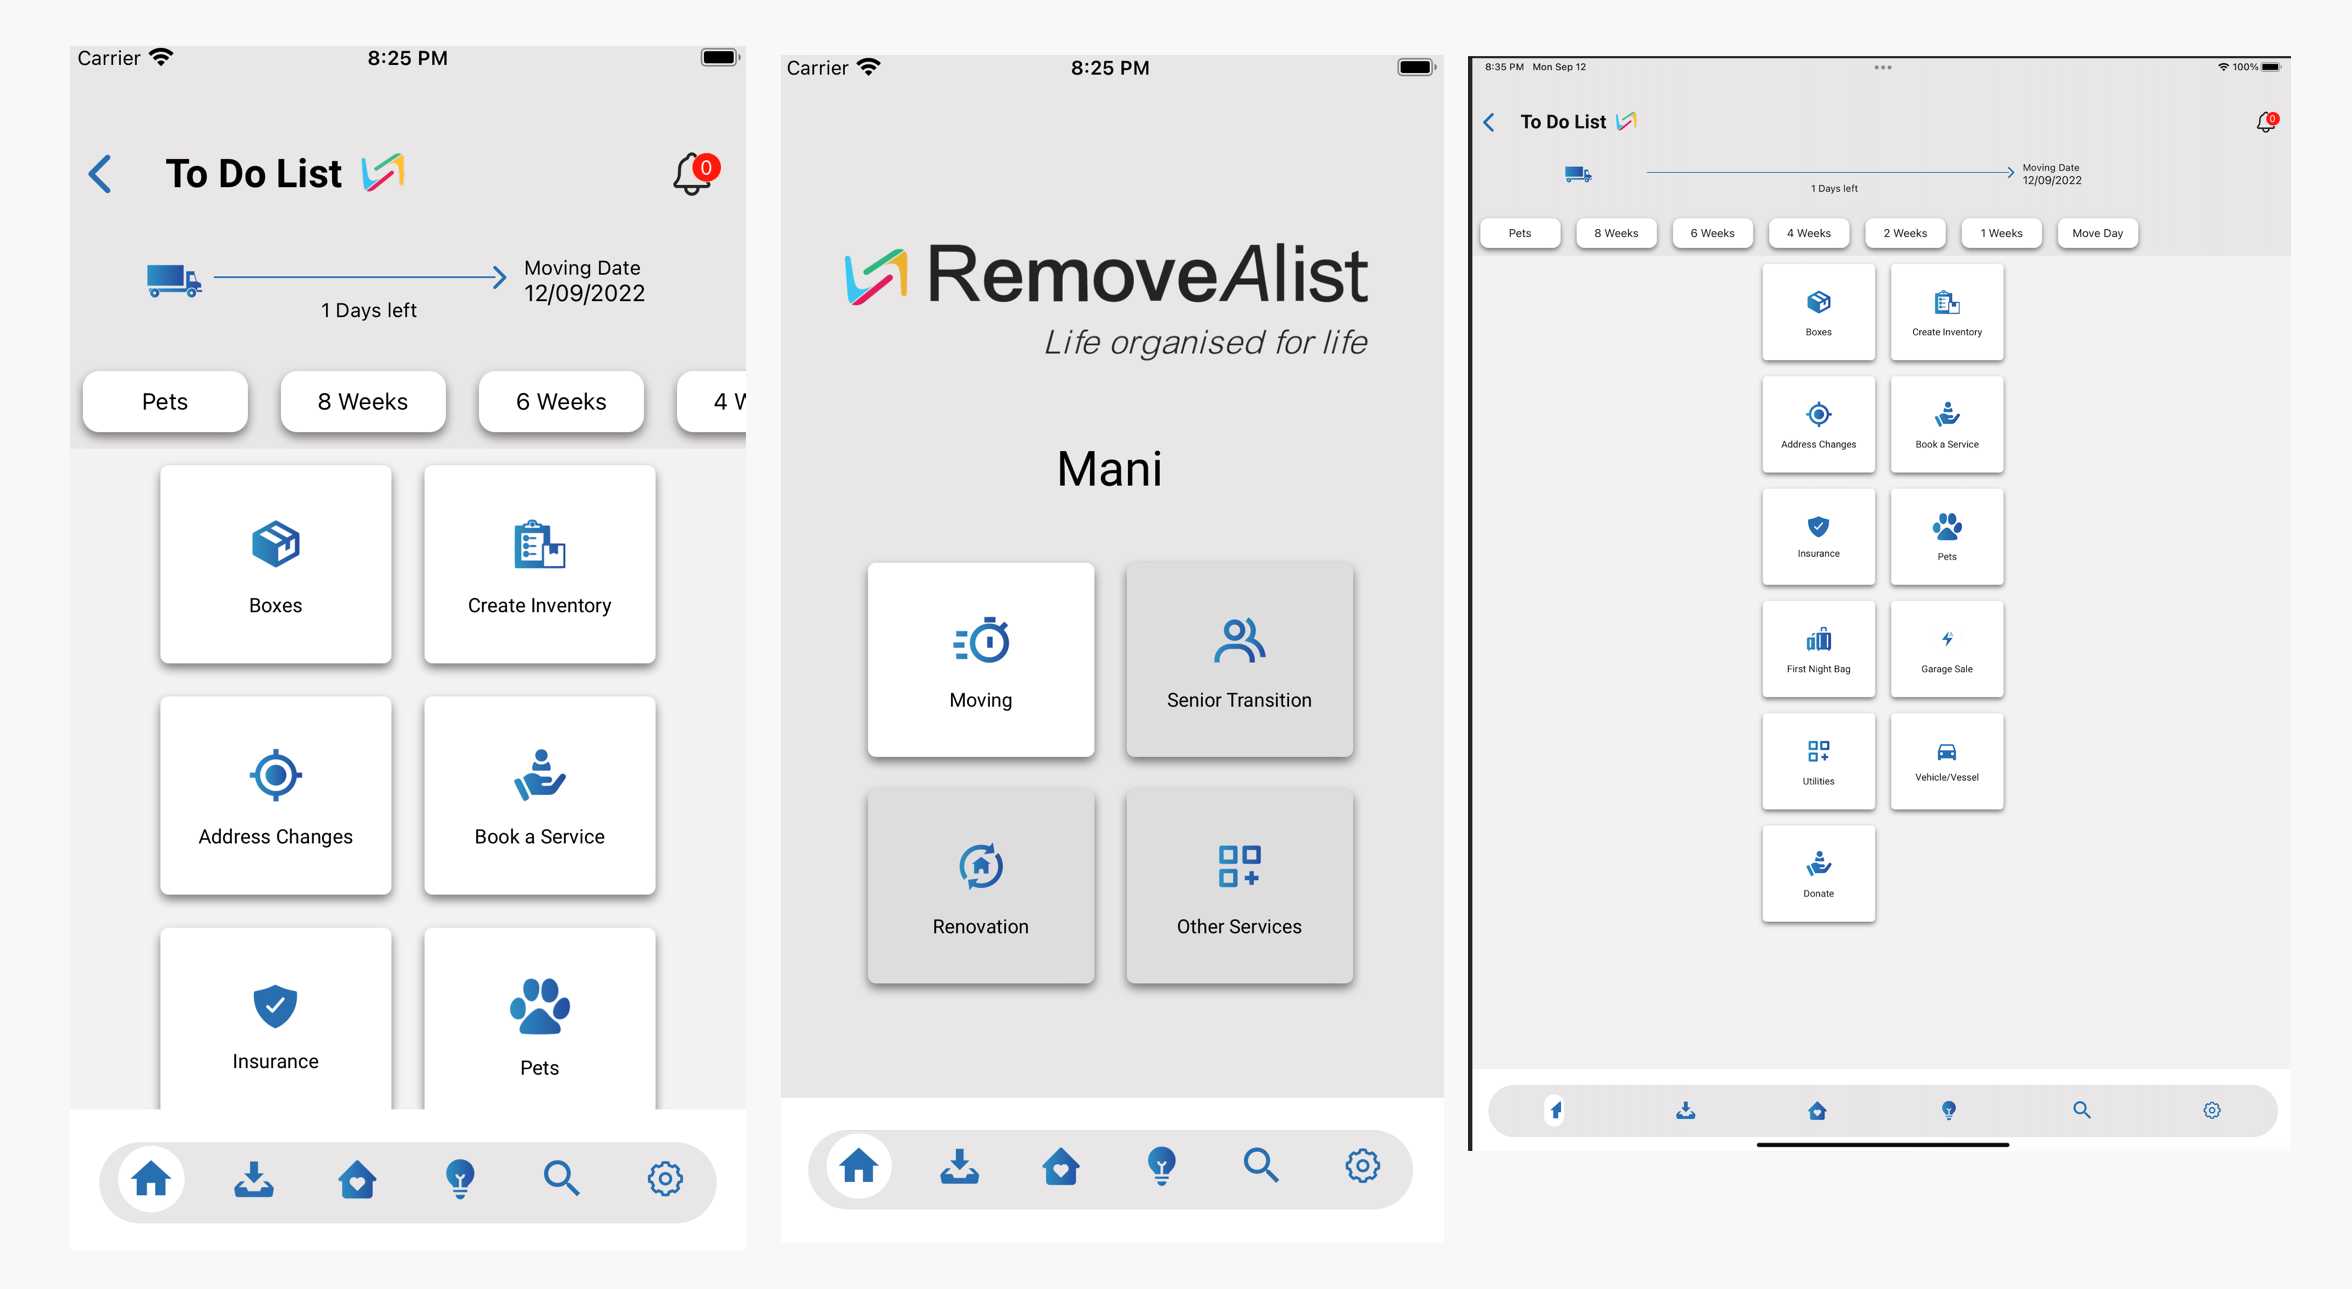 Carrier 8:25 PM
To Do List
0
Moving Date
12/09/2022
1 Days left
Pets 8 Weeks 6 Weeks 4 W
Boxes Create Inventory
Address Changes Book a Service
Insurance Pets
Carrier 8:25 PM
RemoveAlist
Life organised for life
Mani
Moving Senior Transition
Renovation Other Services
8:35 PM Mon Sep 12 100%
To Do List
0
Moving Date
12/09/2022
1 Days left
Pets 8 Weeks 6 Weeks 4 Weeks 2 Weeks 1 Weeks Move Day
Boxes Create Inventory
Address Changes Book a Service
Insurance Pets
First Night Bag Garage Sale
Utilities Vehicle/Vessel
Donate